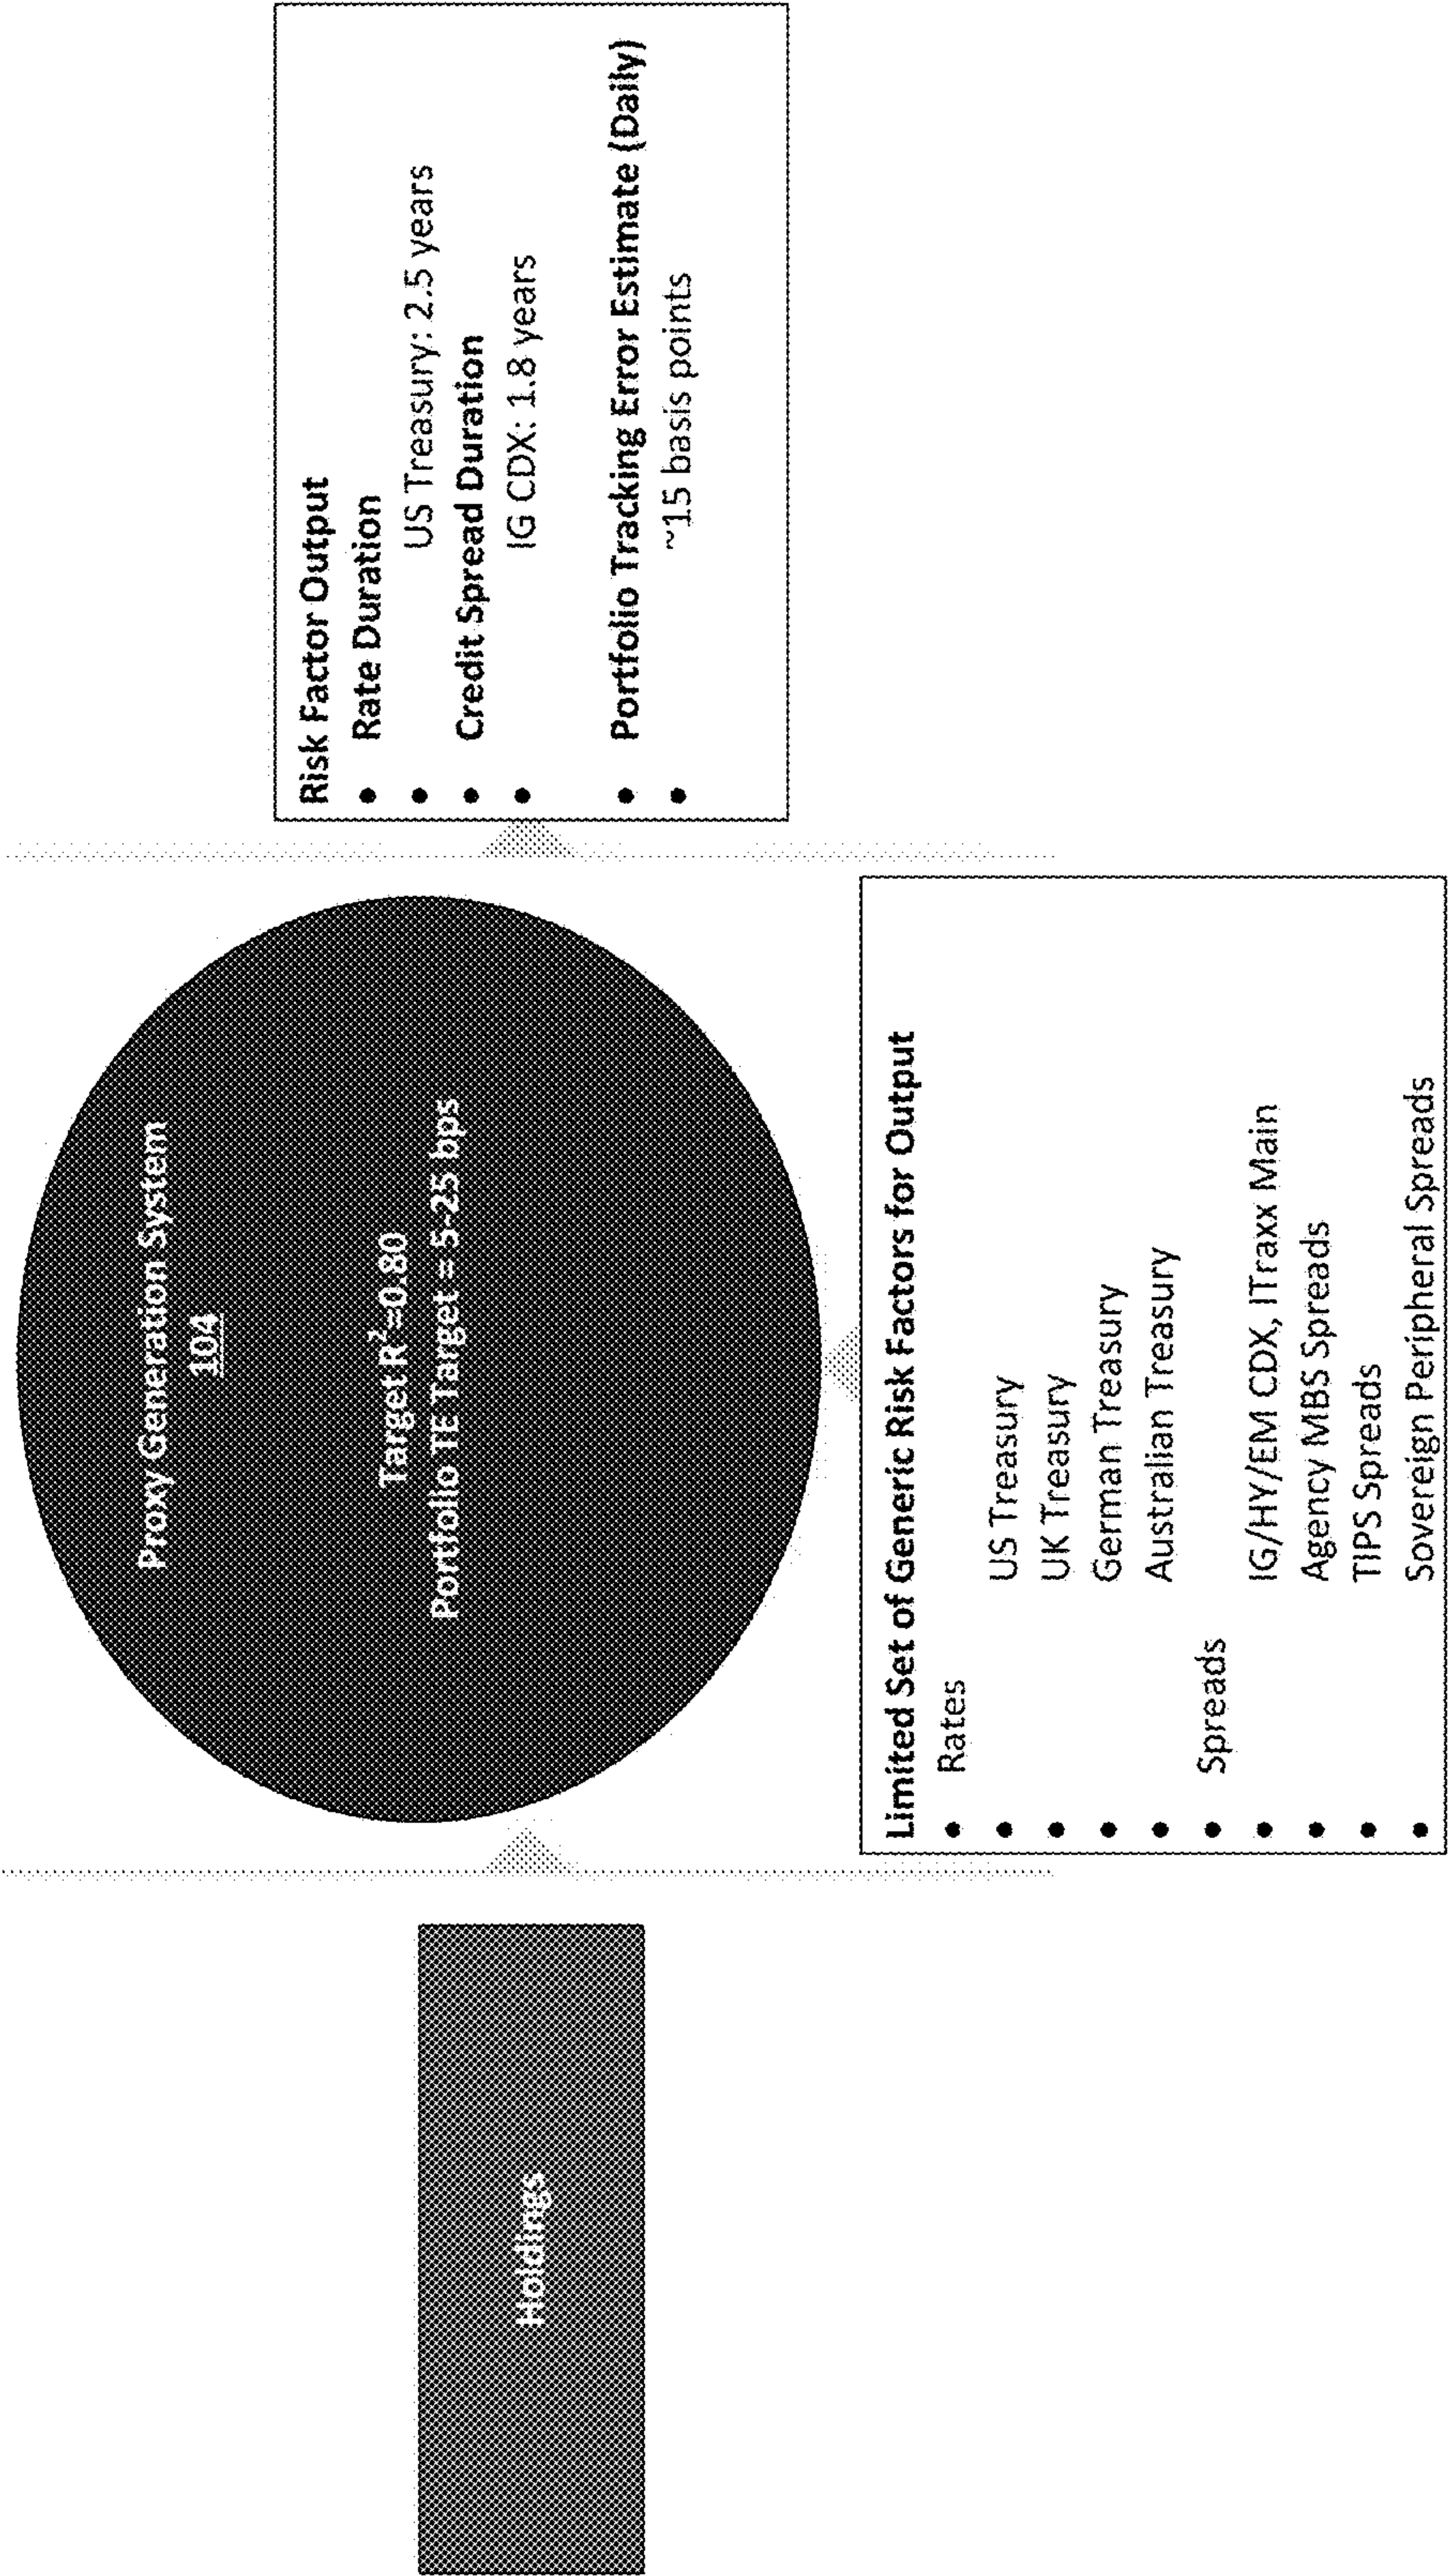 Holdings
Proxy Generation System
104
Target R²=0.80
Portfolio TE Target = 5-25 bps
Limited Set of Generic Risk Factors for Output
• Rates
• US Treasury
• UK Treasury
• German Treasury
• Australian Treasury
• Spreads
• IG/HY/EM CDX, ITraxx Main
• Agency MBS Spreads
• TIPS Spreads
• Sovereign Peripheral Spreads
Risk Factor Output
• Rate Duration
• US Treasury: 2.5 years
• Credit Spread Duration
• IG CDX: 1.8 years
• Portfolio Tracking Error Estimate (Daily)
• ~15 basis points